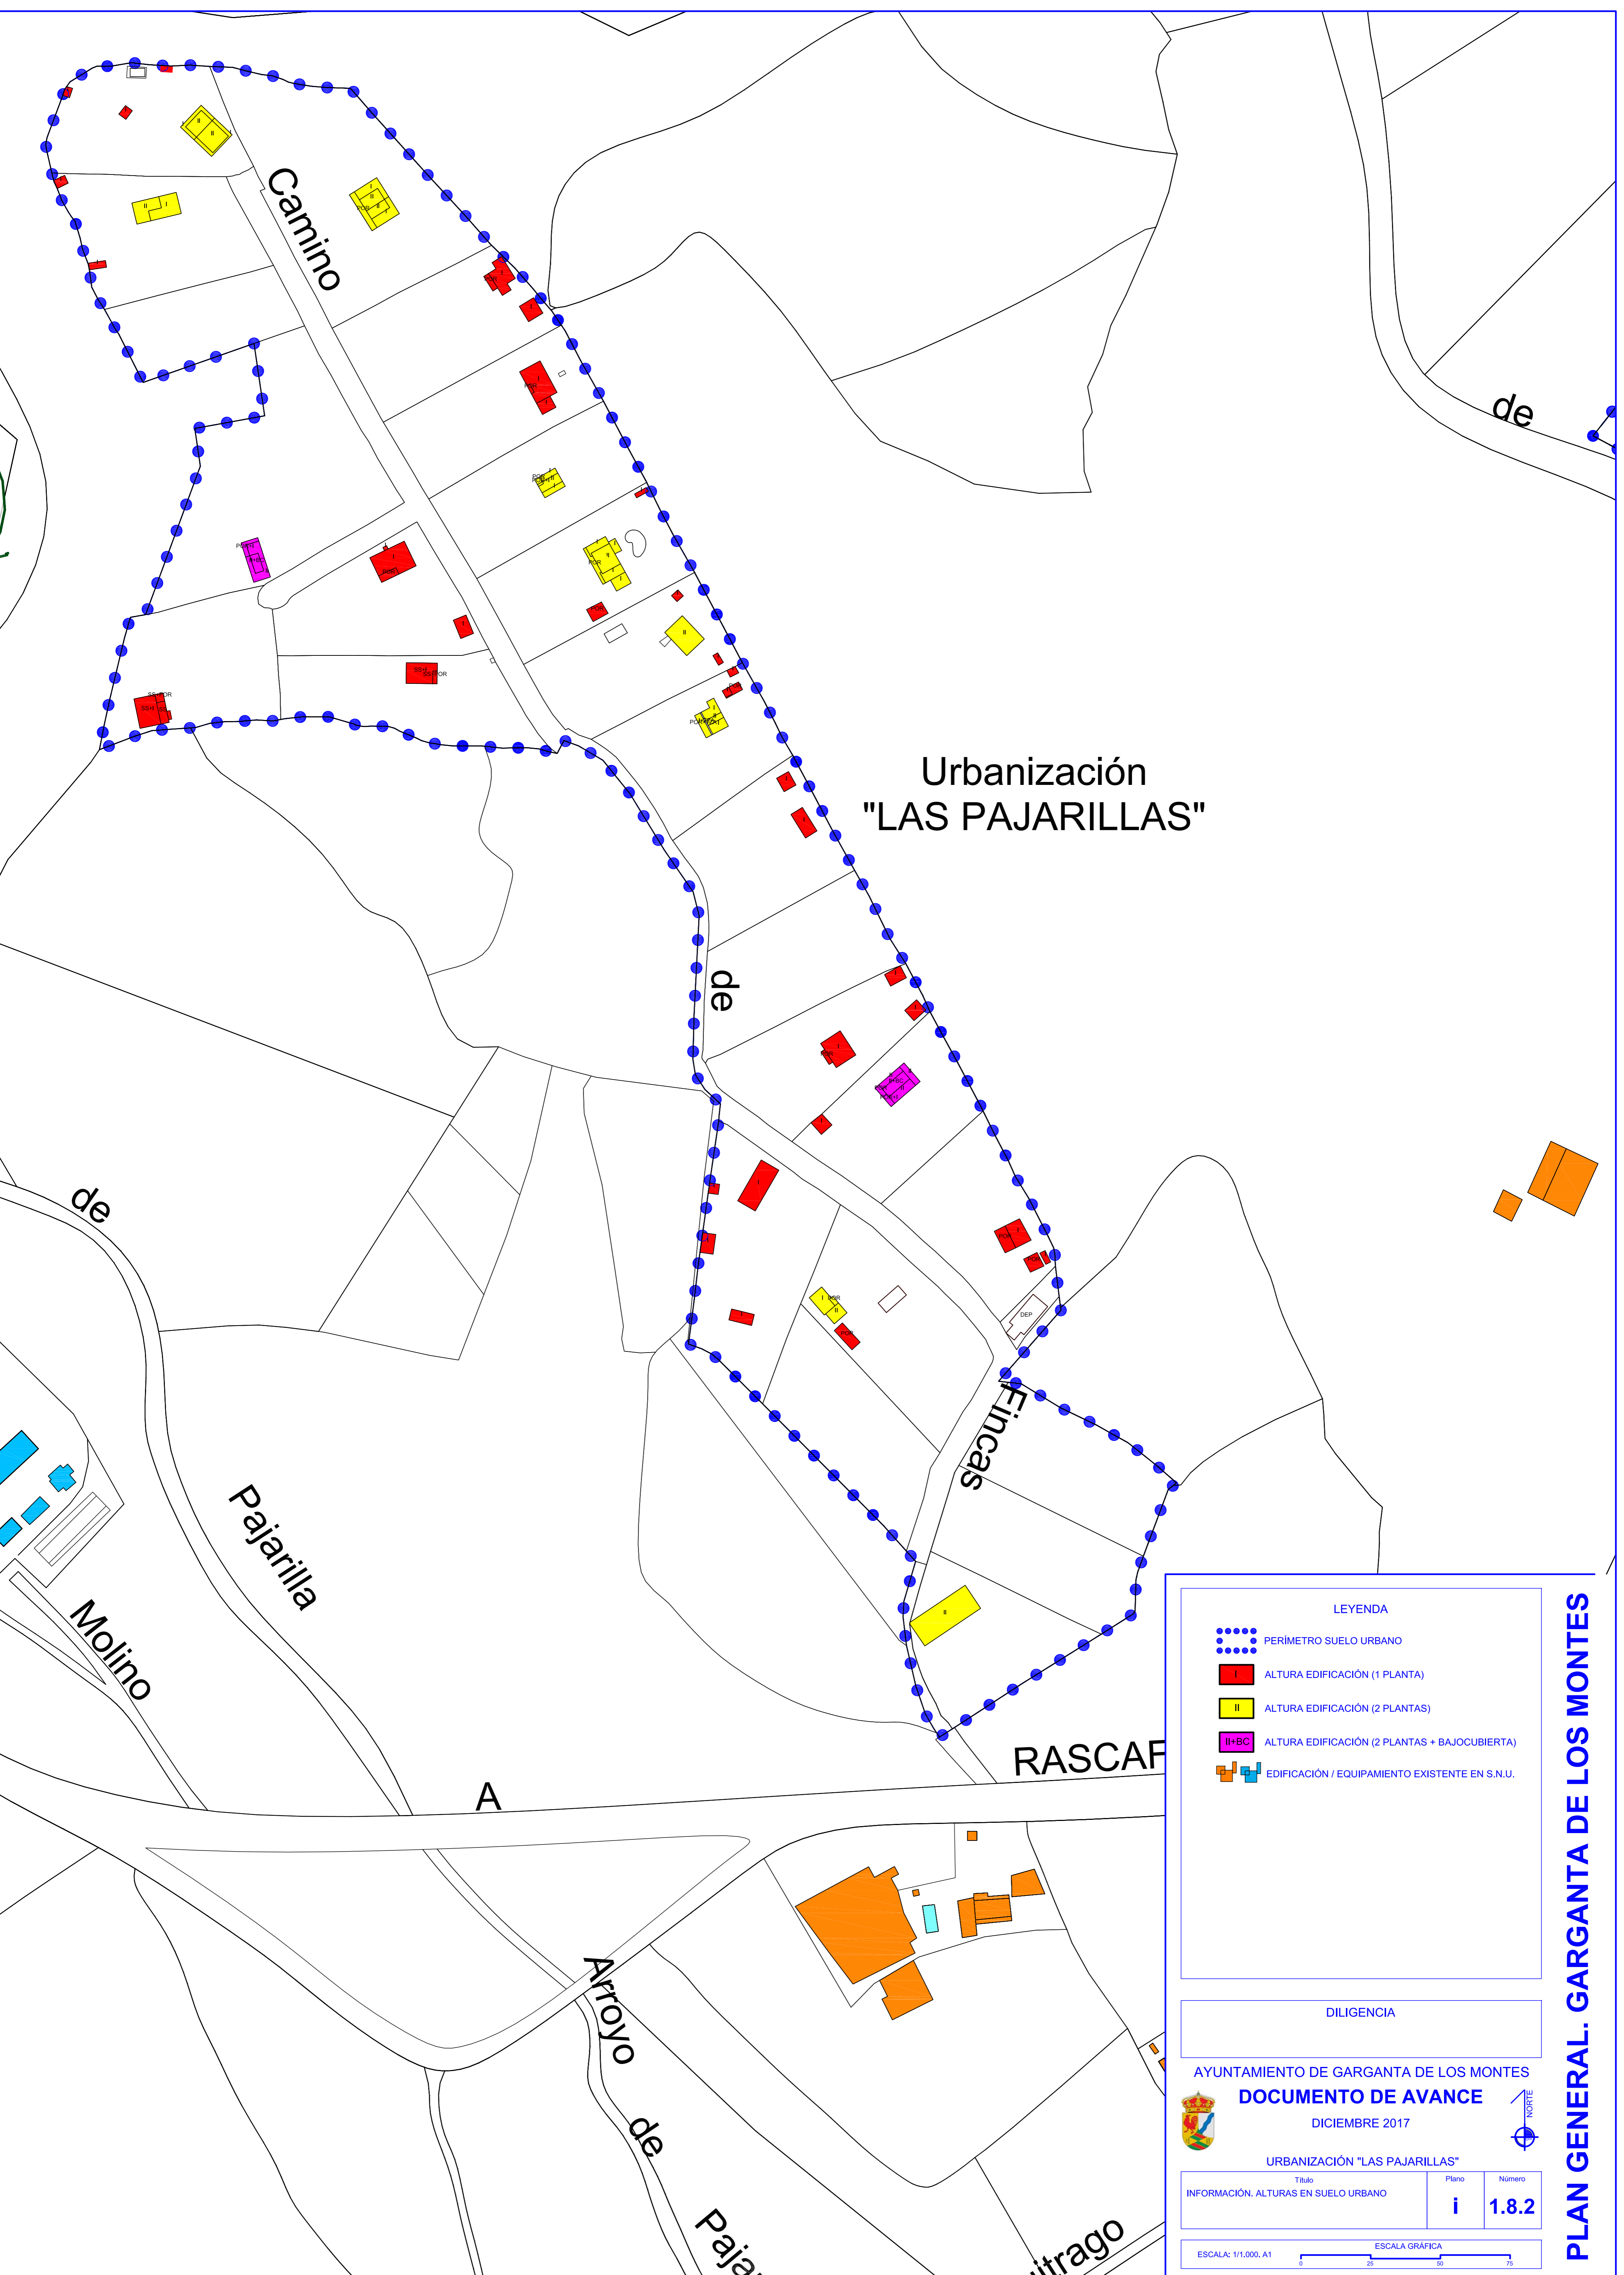 Camino
de
Urbanización
"LAS PAJARILLAS"
de
de
Fincas
Pajarilla
Molino
A
RASCAF
Arroyo
de
Paja
itrago
DEP
LEYENDA
PERÍMETRO SUELO URBANO
I ALTURA EDIFICACIÓN (1 PLANTA)
II ALTURA EDIFICACIÓN (2 PLANTAS)
II+BC ALTURA EDIFICACIÓN (2 PLANTAS + BAJOCUBIERTA)
EDIFICACIÓN / EQUIPAMIENTO EXISTENTE EN S.N.U.
DILIGENCIA
AYUNTAMIENTO DE GARGANTA DE LOS MONTES
DOCUMENTO DE AVANCE
DICIEMBRE 2017
NORTE
URBANIZACIÓN "LAS PAJARILLAS"
Título Plano Número
INFORMACIÓN. ALTURAS EN SUELO URBANO i 1.8.2
ESCALA: 1/1.000. A1
ESCALA GRÁFICA
0 25 50 75
PLAN GENERAL. GARGANTA DE LOS MONTES